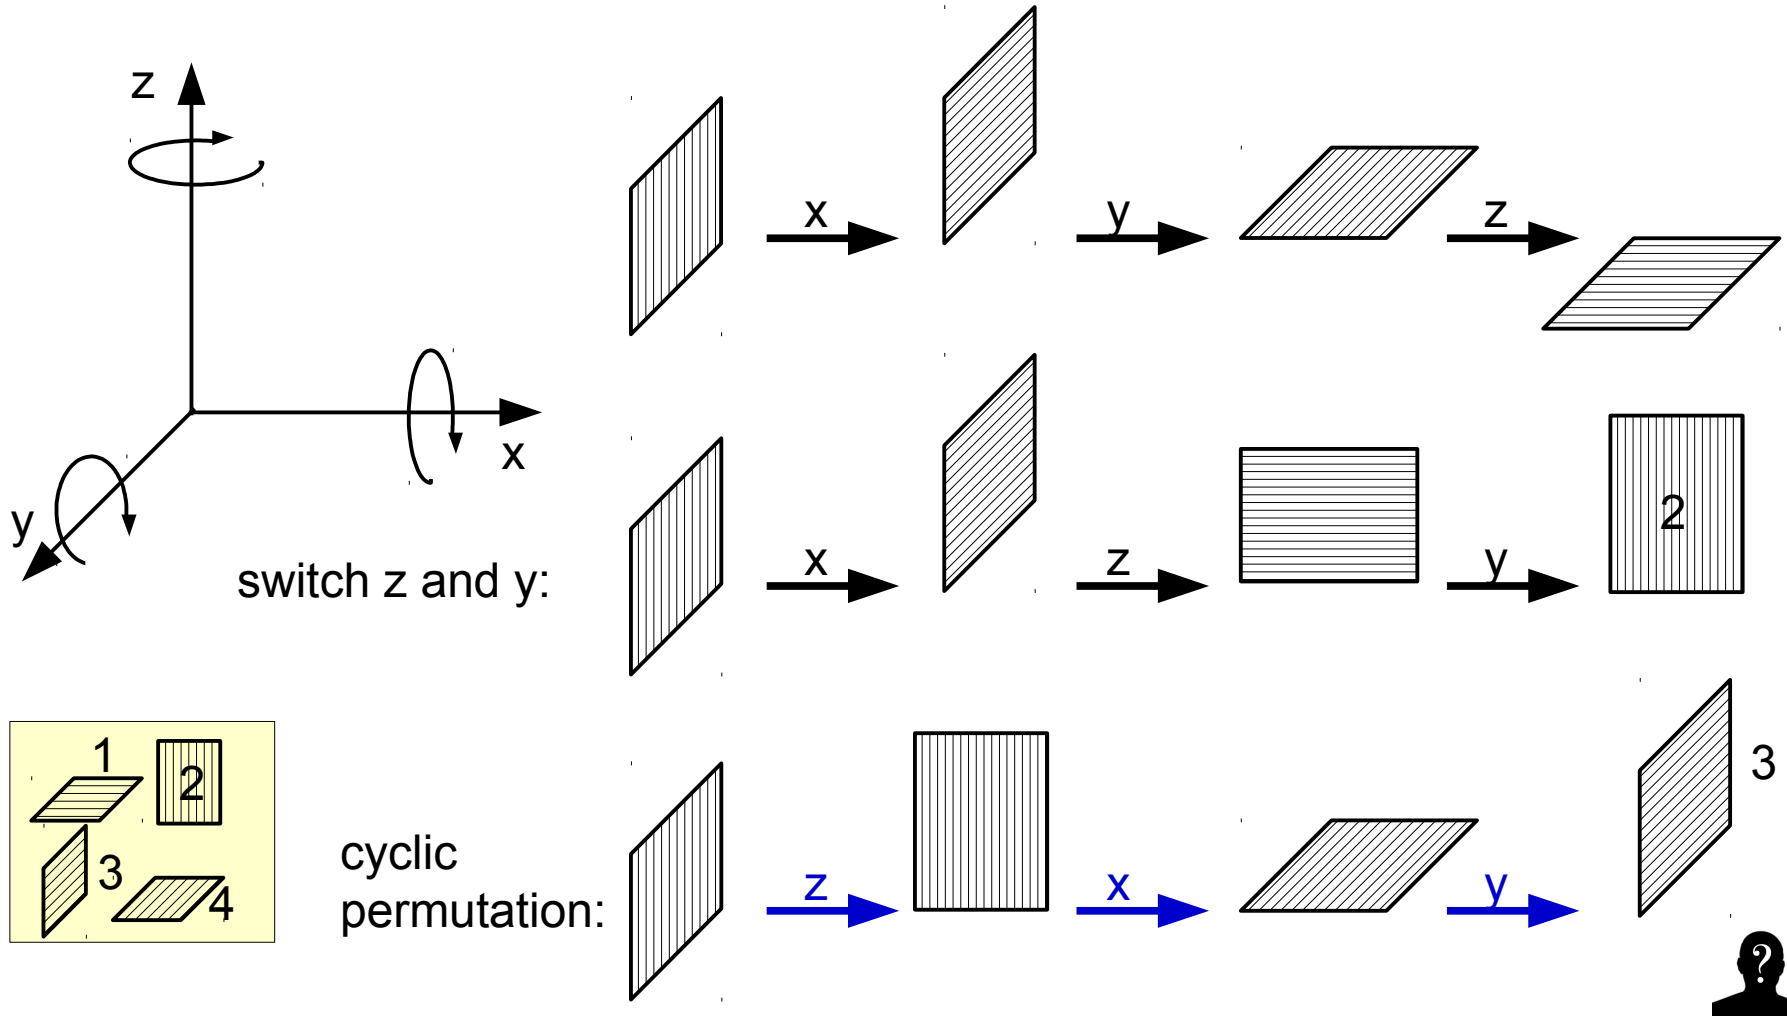 z
x
y
x
y
z
switch z and y:
x
z
y
2
1
2
3
4
cyclic
permutation:
z
x
y
3
?